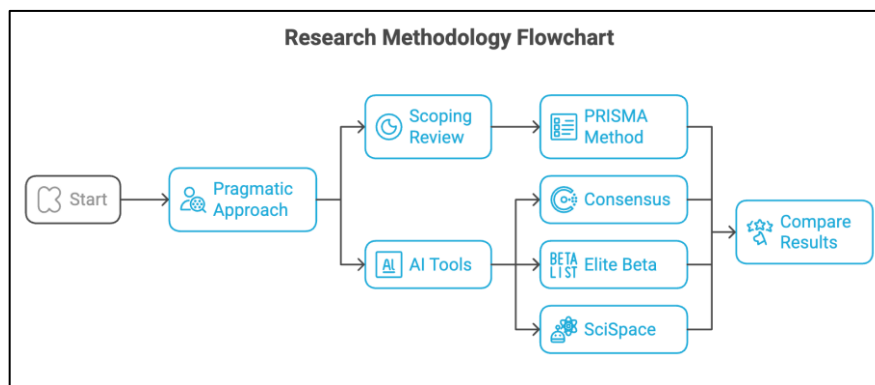 Research Methodology Flowchart
Scoping
Review
PRISMA
Method
Start
Pragmatic
Approach
Consensus
Compare
Results
AI
AI Tools
BETA
LIST
Elite Beta
SciSpace